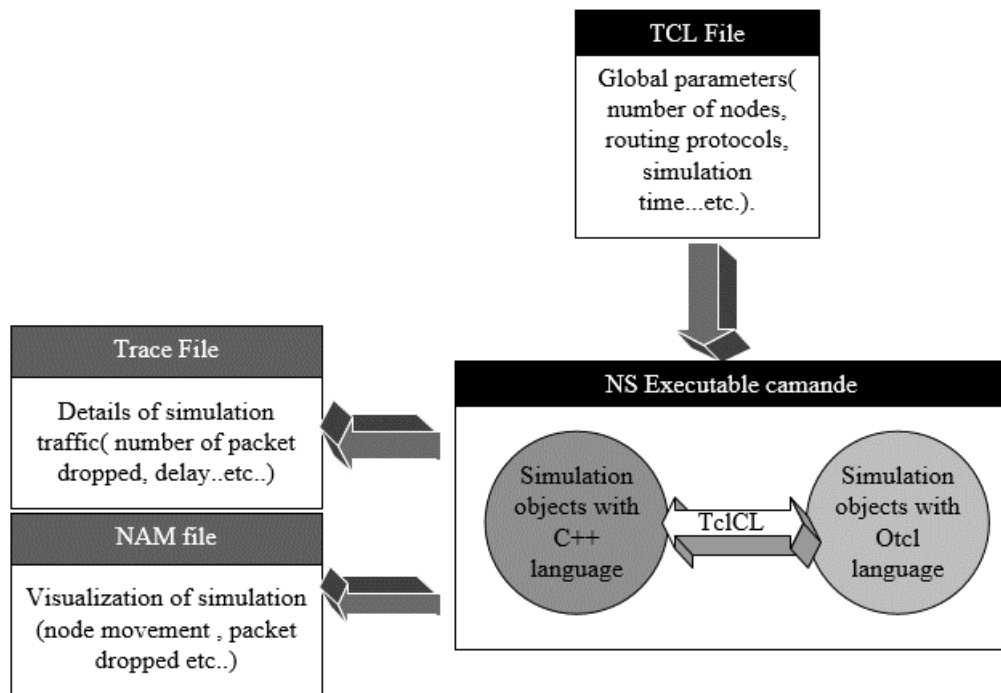 TCL File
Global parameters(
number of nodes,
routing protocols,
simulation
time...etc.).
Trace File
Details of simulation
traffic( number of packet
dropped, delay..etc..)
NAM file
Visualization of simulation
(node movement , packet
dropped etc..)
NS Executable camande
Simulation
objects with
C++
language
TclCL
Simulation
objects with
Otcl
language